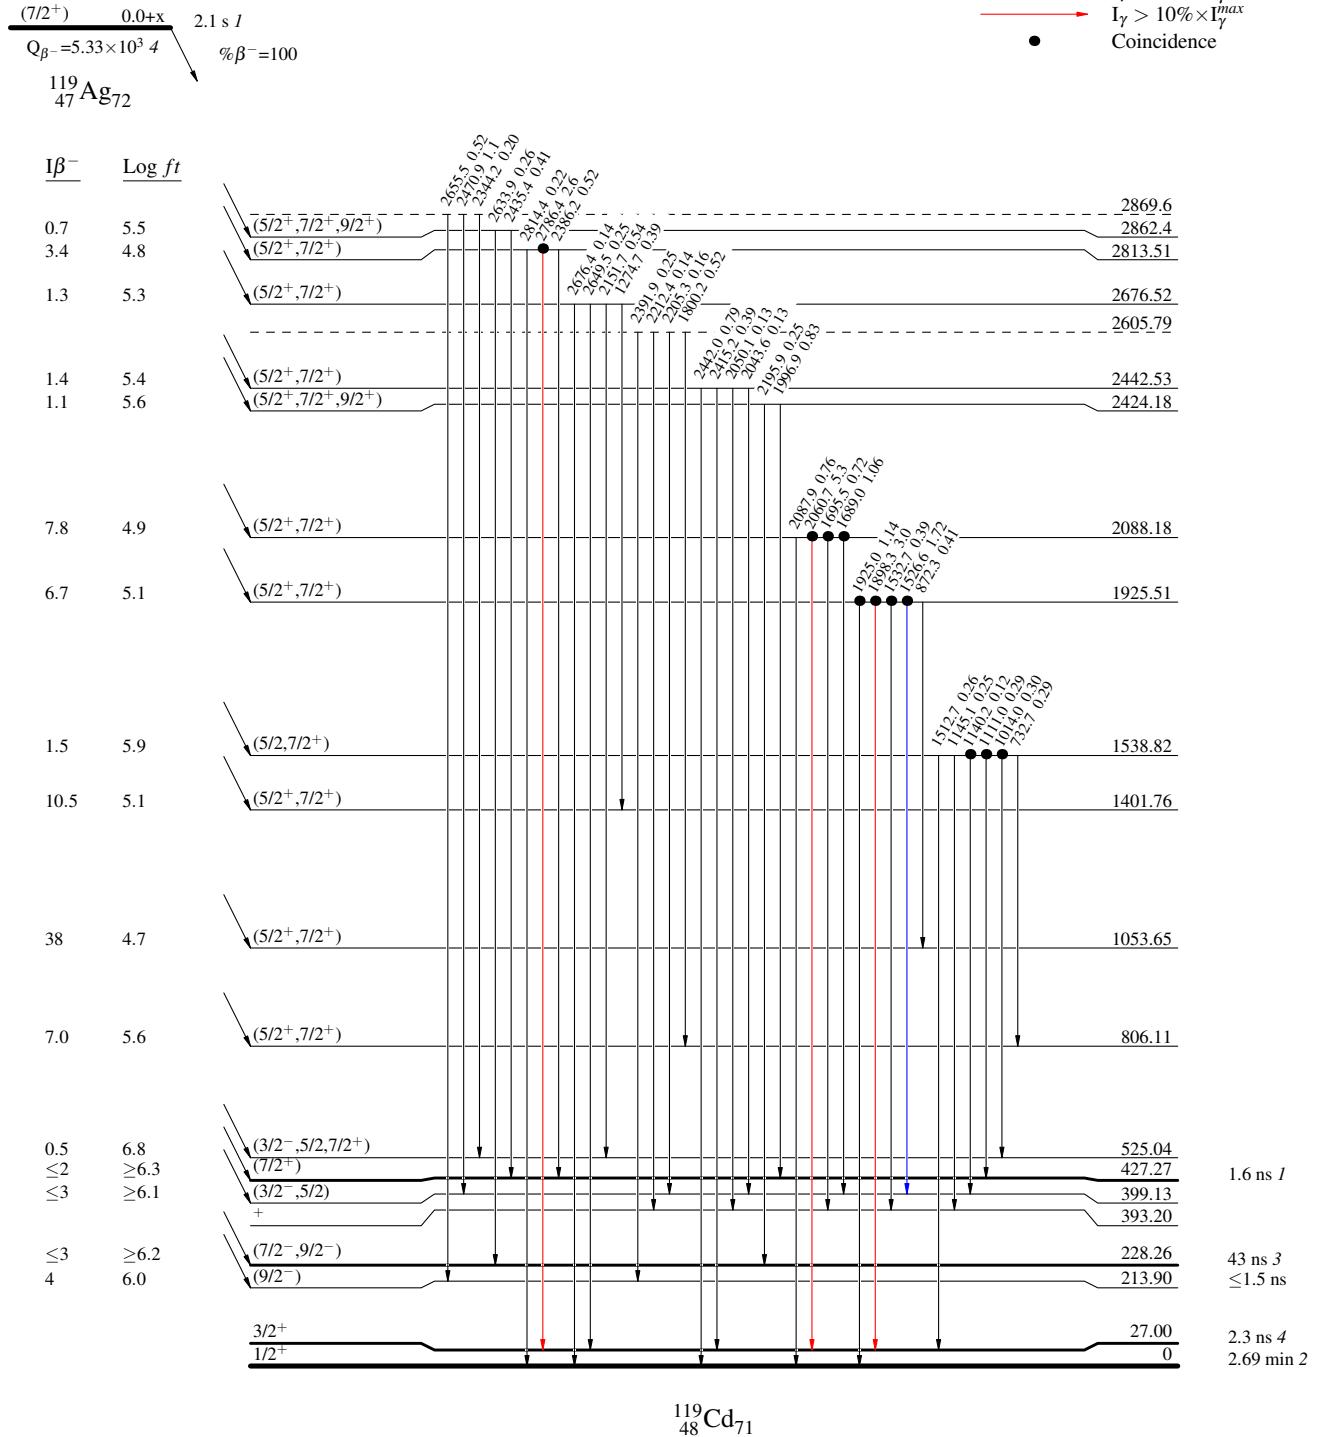 (7/2+) 0.0+x 2.1 s 1
Qβ−=5.33×10³ 4
%β−=100
119 47 Ag 72
Iγ > 10%×Iγ max
Coincidence
Iβ− Log ft
2655.5 0.52
2470.9 1.1
2344.2 0.20
2633.9 0.26
2435.4 0.41
2814.4 0.22
2786.4 2.6
2386.2 0.52
2676.4 0.14
2649.5 0.25
2151.7 0.54
1274.7 0.39
2391.9 0.25
2212.4 0.14
2205.3 0.16
1800.2 0.52
2442.0 0.79
2415.2 0.39
2050.1 0.13
2043.6 0.13
2195.9 0.25
1996.9 0.83
2087.9 0.76
2060.7 5.3
1695.5 0.72
1689.0 1.06
1925.0 1.14
1898.3 3.0
1532.7 0.39
1526.6 1.72
872.3 0.41
1512.7 0.26
1145.1 0.25
1140.2 0.12
1111.0 0.29
1014.0 0.30
732.7 0.29
2869.6
0.7 5.5 (5/2+,7/2+,9/2+) 2862.4
3.4 4.8 (5/2+,7/2+) 2813.51
1.3 5.3 (5/2+,7/2+) 2676.52
2605.79
1.4 5.4 (5/2+,7/2+) 2442.53
1.1 5.6 (5/2+,7/2+,9/2+) 2424.18
7.8 4.9 (5/2+,7/2+) 2088.18
6.7 5.1 (5/2+,7/2+) 1925.51
1.5 5.9 (5/2,7/2+) 1538.82
10.5 5.1 (5/2+,7/2+) 1401.76
38 4.7 (5/2+,7/2+) 1053.65
7.0 5.6 (5/2+,7/2+) 806.11
0.5 6.8 (3/2−,5/2,7/2+) 525.04
≤2 ≥6.3 (7/2+) 427.27 1.6 ns 1
≤3 ≥6.1 (3/2−,5/2) 399.13
+ 393.20
≤3 ≥6.2 (7/2−,9/2−) 228.26 43 ns 3
4 6.0 (9/2−) 213.90 ≤1.5 ns
3/2+ 27.00 2.3 ns 4
1/2+ 0 2.69 min 2
119 48 Cd 71